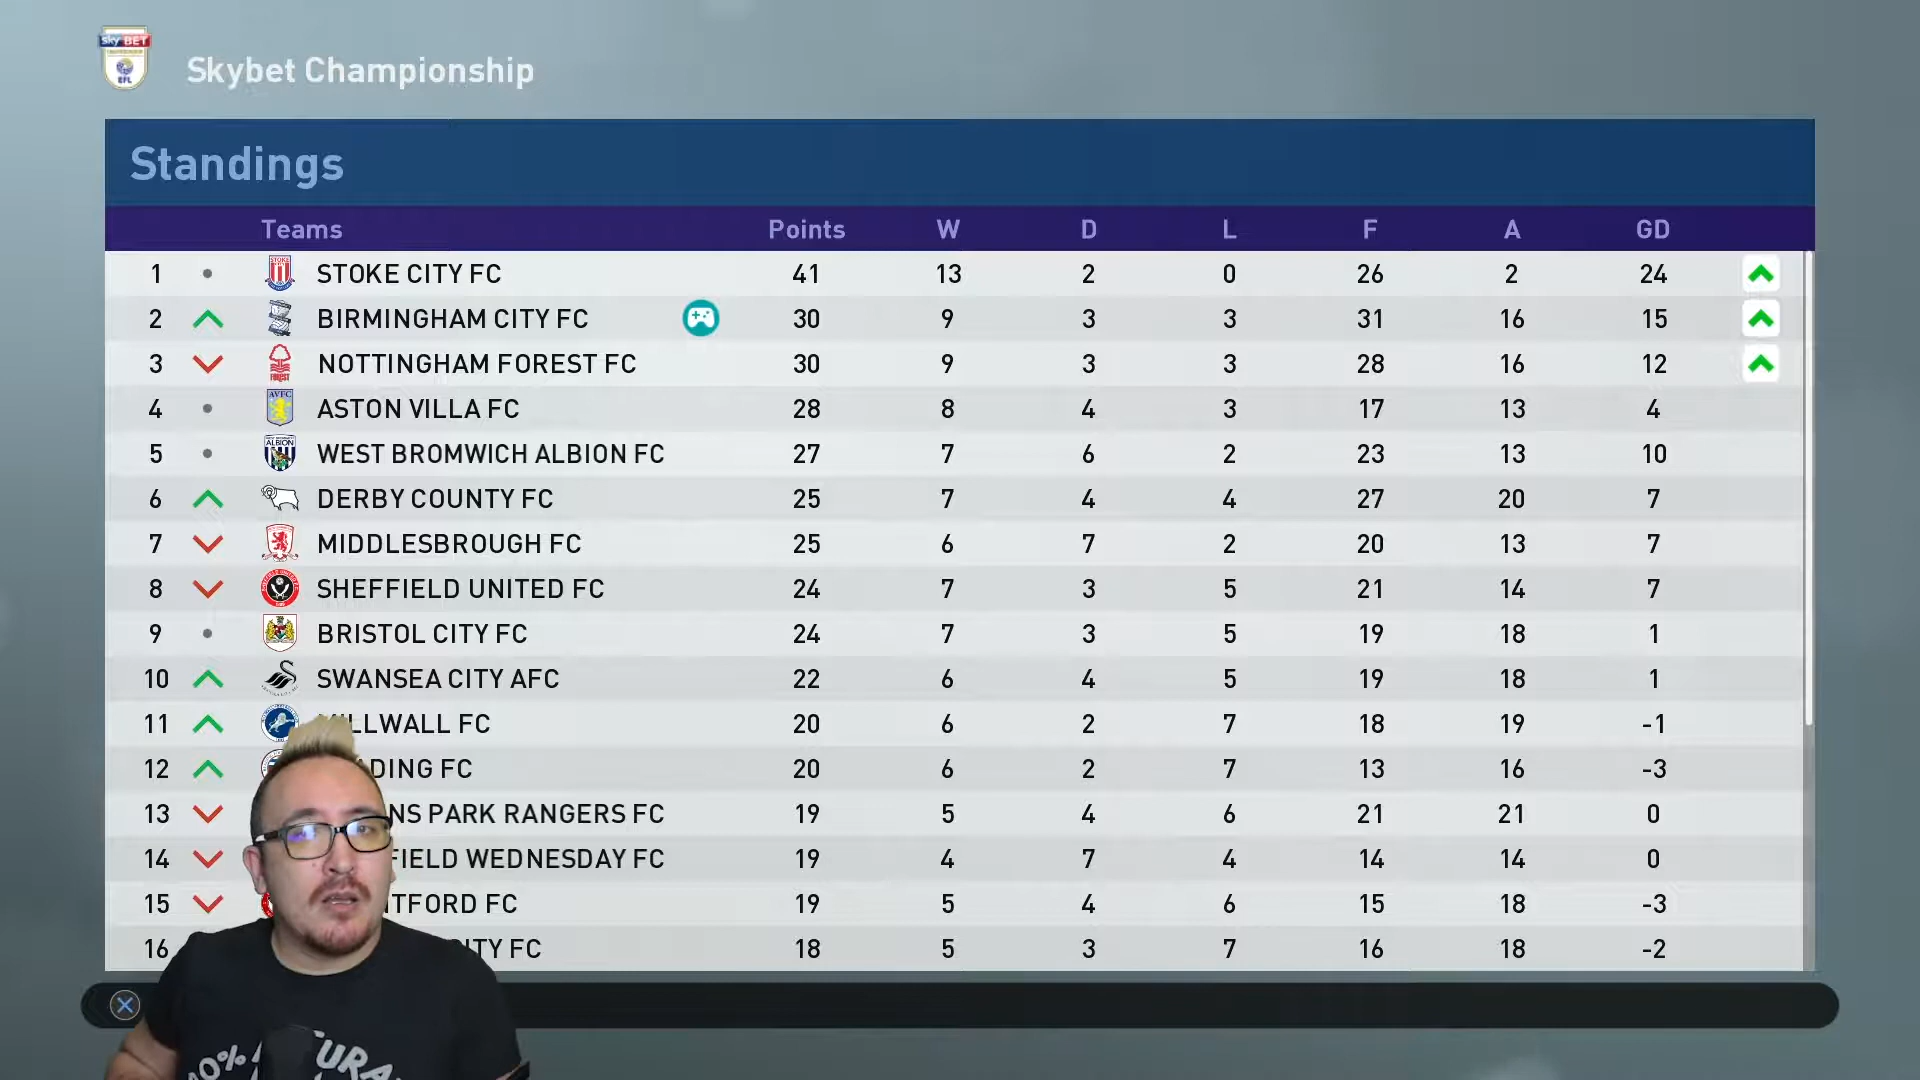 sky BET
EFL
Skybet Championship
Standings
Teams Points W D L F A GD
1 STOKE CITY FC 41 13 2 0 26 2 24
2 BIRMINGHAM CITY FC 30 9 3 3 31 16 15
3 NOTTINGHAM FOREST FC 30 9 3 3 28 16 12
4 ASTON VILLA FC 28 8 4 3 17 13 4
5 WEST BROMWICH ALBION FC 27 7 6 2 23 13 10
6 DERBY COUNTY FC 25 7 4 4 27 20 7
7 MIDDLESBROUGH FC 25 6 7 2 20 13 7
8 SHEFFIELD UNITED FC 24 7 3 5 21 14 7
9 BRISTOL CITY FC 24 7 3 5 19 18 1
10 SWANSEA CITY AFC 22 6 4 5 19 18 1
11 LLWALL FC 20 6 2 7 18 19 -1
12 DING FC 20 6 2 7 13 16 -3
13 NS PARK RANGERS FC 19 5 4 6 21 21 0
14 FIELD WEDNESDAY FC 19 4 7 4 14 14 0
15 TFORD FC 19 5 4 6 15 18 -3
16 ITY FC 18 5 3 7 16 18 -2